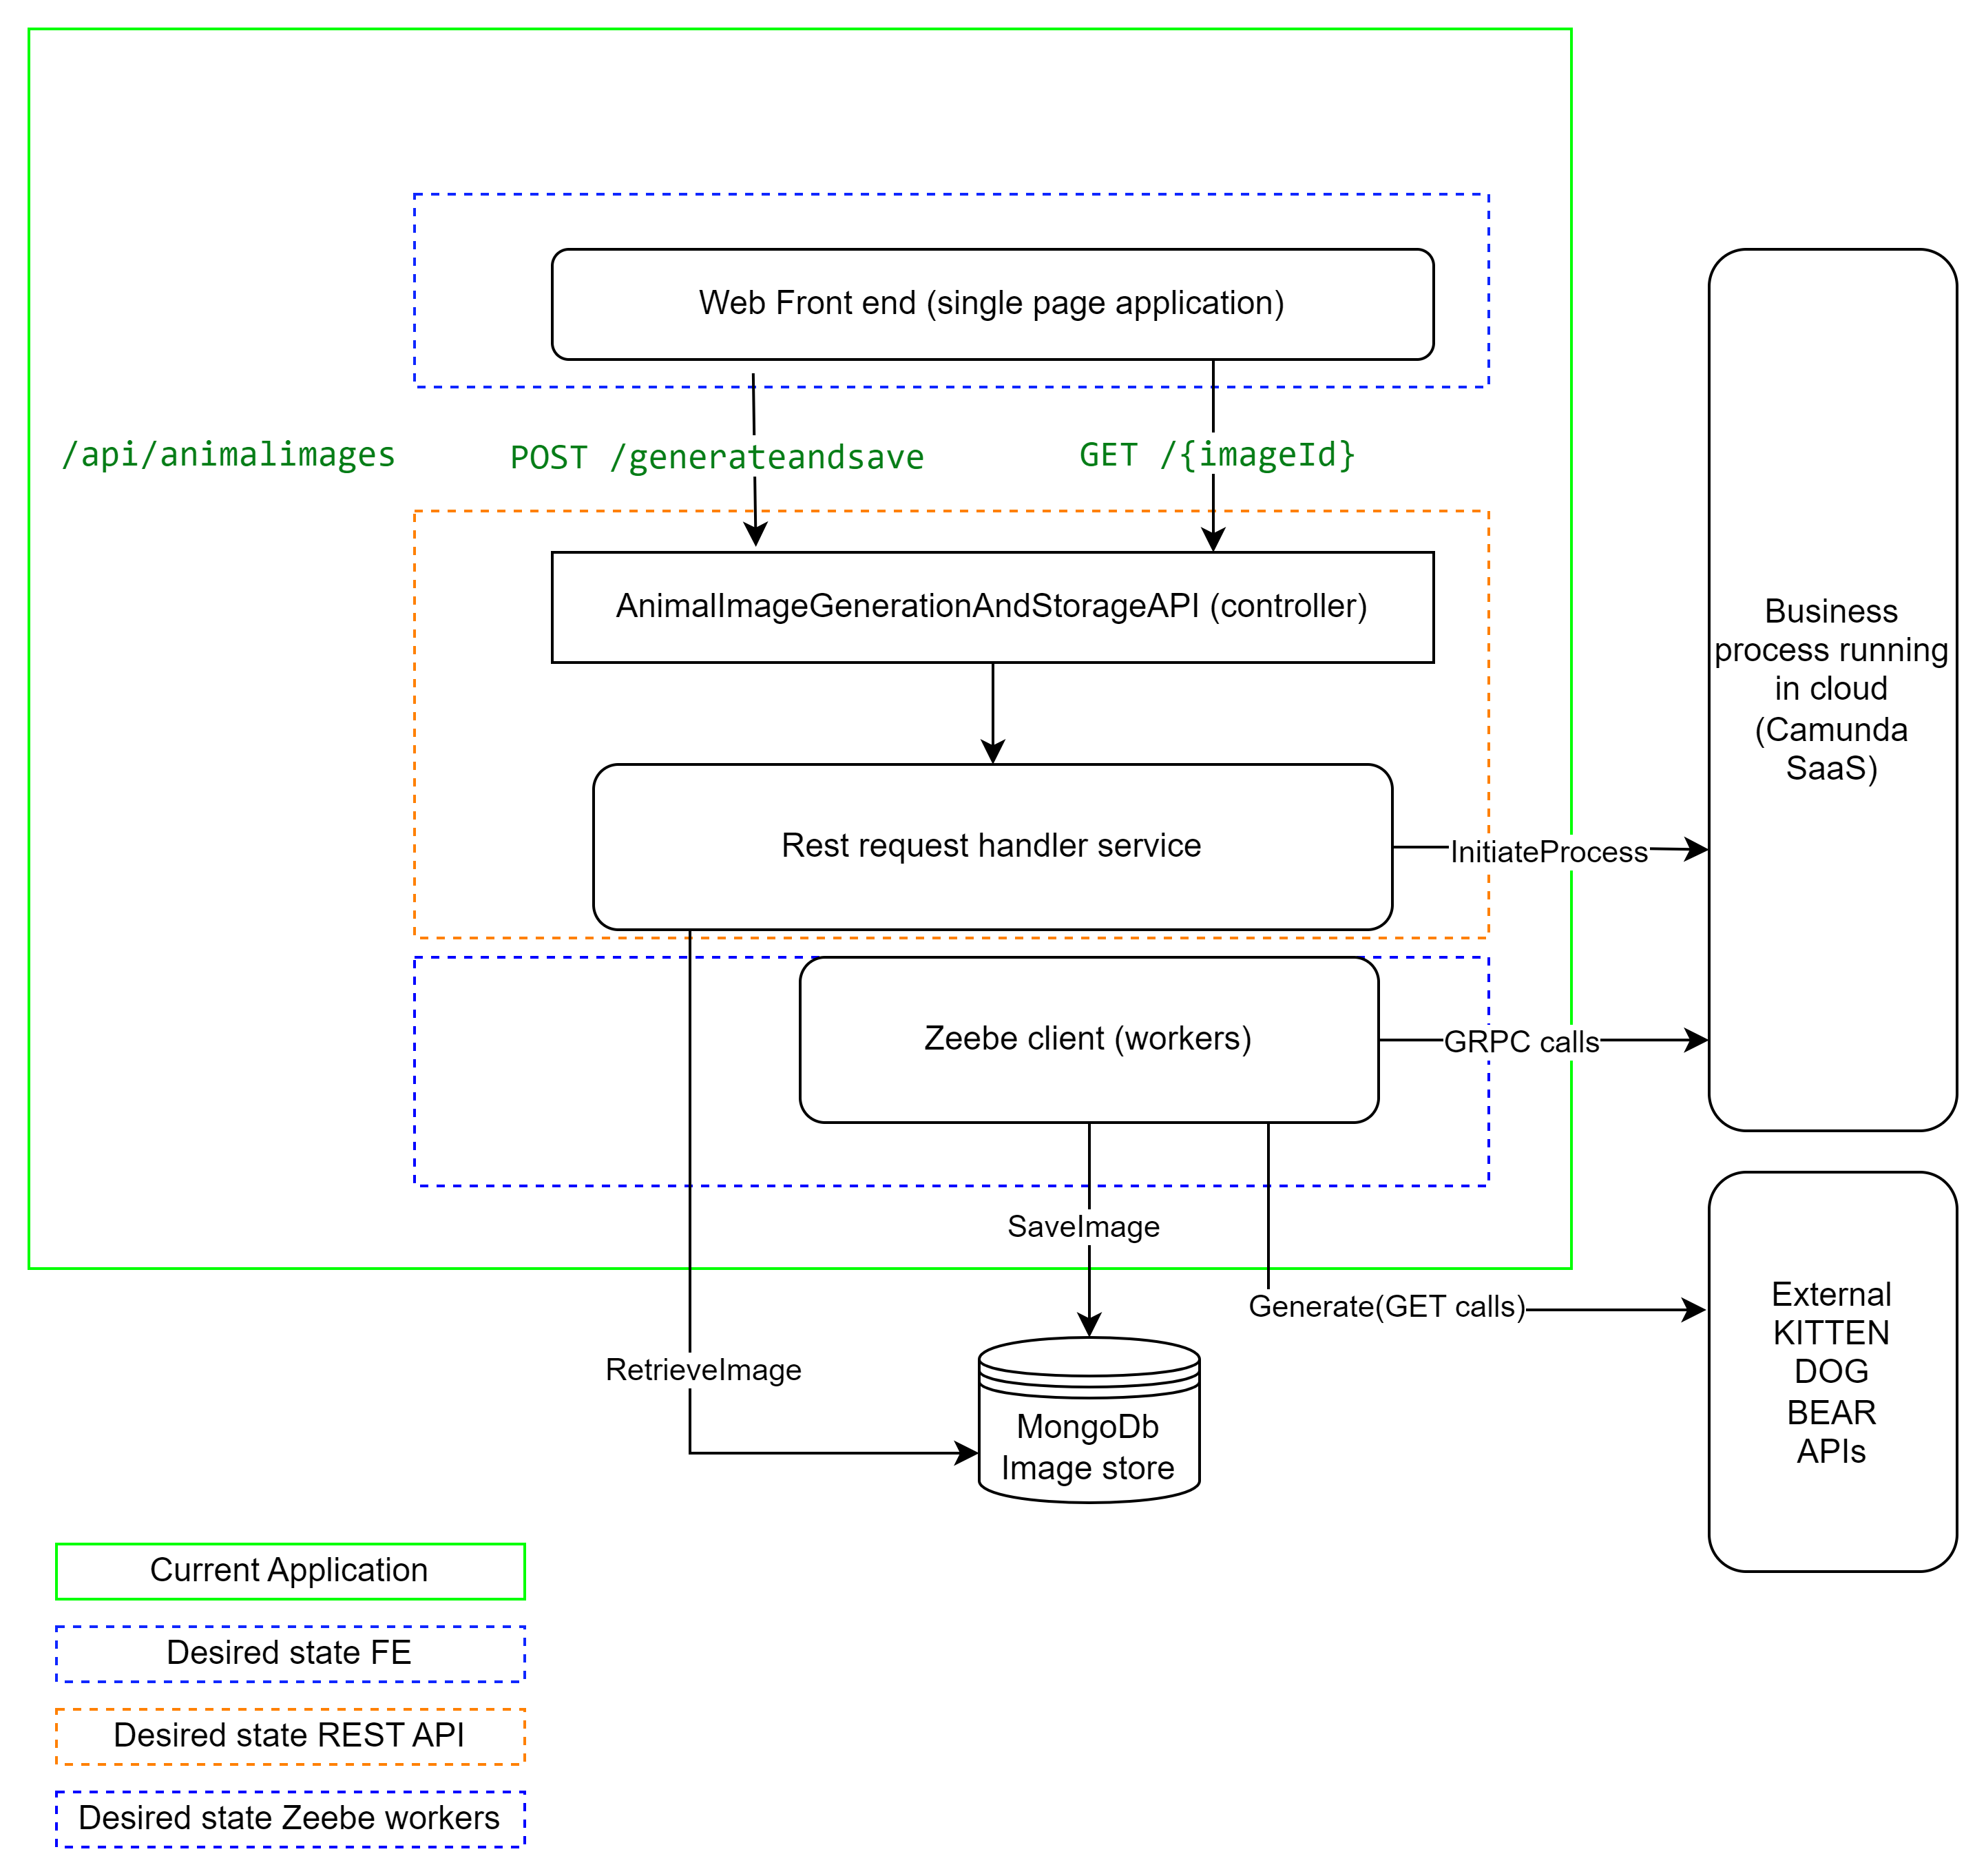 Web Front end (single page application)
/api/animalimages
POST /generateandsave
GET /{imageId}
AnimalImageGenerationAndStorageAPI (controller)
Business
process running
in cloud
(Camunda
SaaS)
Rest request handler service
InitiateProcess
Zeebe client (workers)
GRPC calls
SaveImage
Generate(GET calls)
External
KITTEN
DOG
BEAR
APIs
RetrieveImage
MongoDb
Image store
Current Application
Desired state FE
Desired state REST API
Desired state Zeebe workers